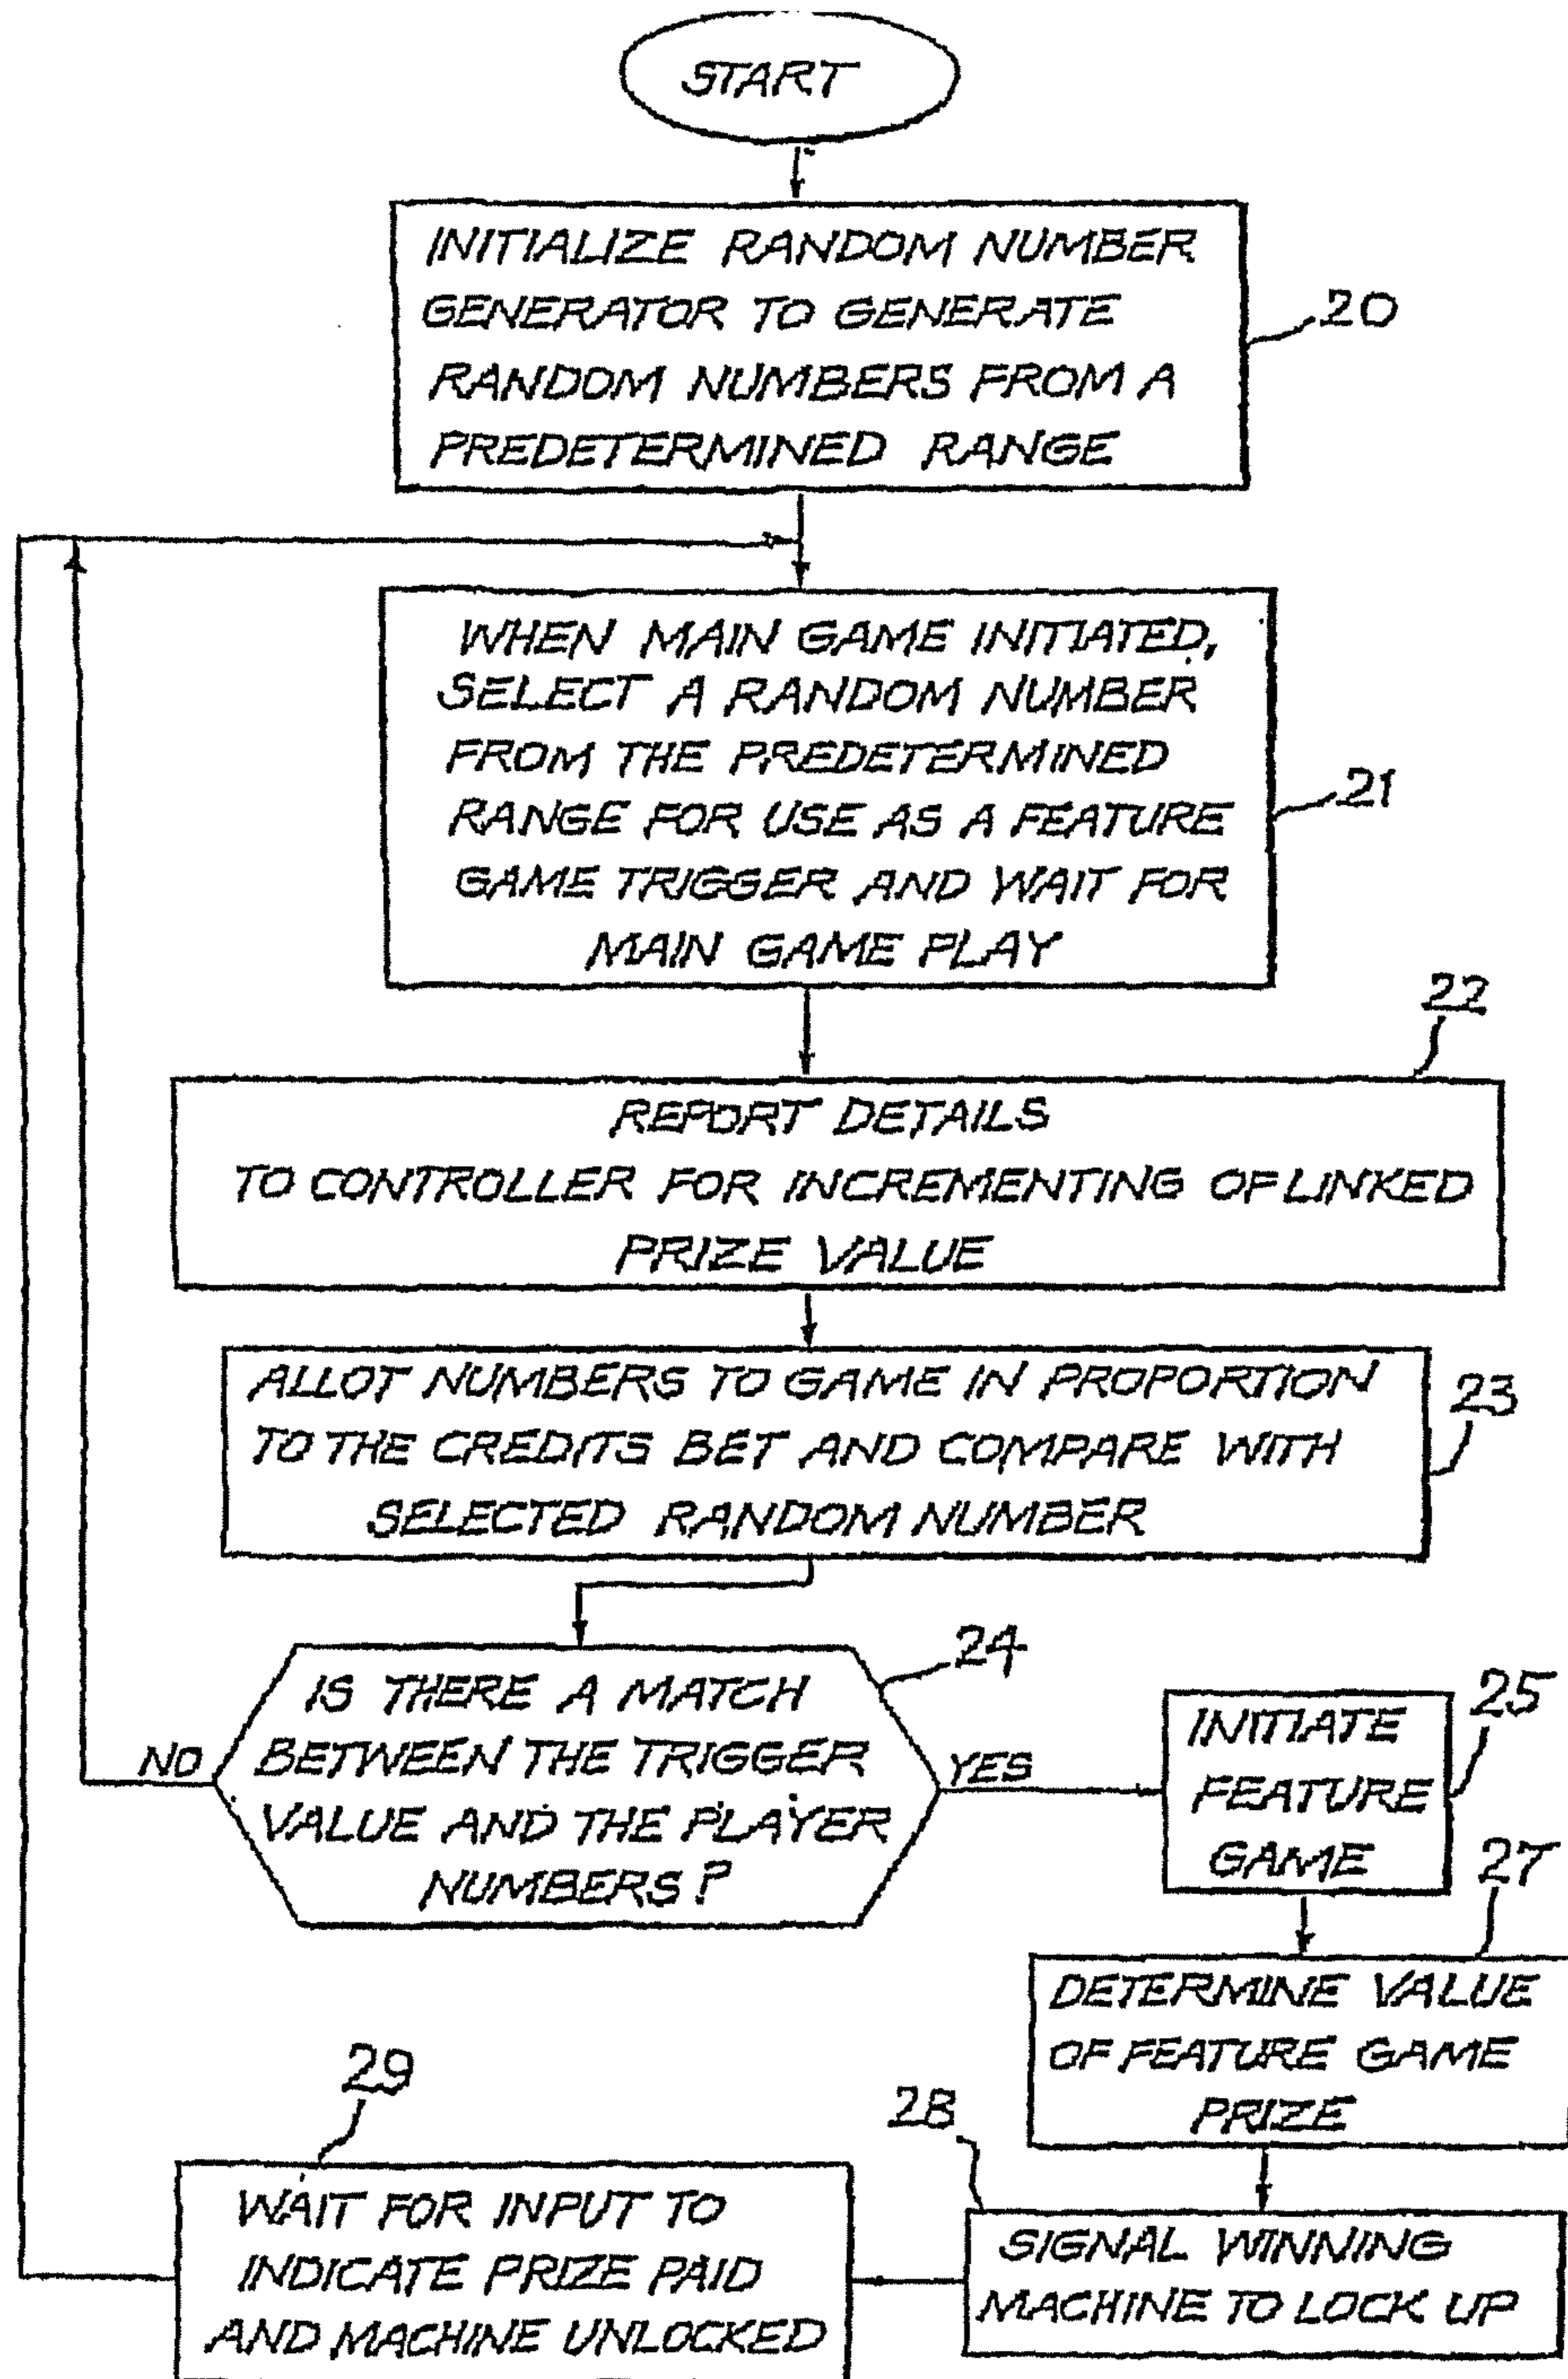 START
INITIALIZE RANDOM NUMBER
GENERATOR TO GENERATE
RANDOM NUMBERS FROM A
PREDETERMINED RANGE
20
WHEN MAIN GAME INITIATED,
SELECT A RANDOM NUMBER
FROM THE PREDETERMINED
RANGE FOR USE AS A FEATURE
GAME TRIGGER AND WAIT FOR
MAIN GAME PLAY
21
22
REPORT DETAILS
TO CONTROLLER FOR INCREMENTING OF LINKED
PRIZE VALUE
ALLOT NUMBERS TO GAME IN PROPORTION
TO THE CREDITS BET AND COMPARE WITH
SELECTED RANDOM NUMBER
23
24
IS THERE A MATCH
BETWEEN THE TRIGGER
VALUE AND THE PLAYER
NUMBERS?
NO
YES
25
INITIATE
FEATURE
GAME
27
DETERMINE VALUE
OF FEATURE GAME
PRIZE
28
SIGNAL WINNING
MACHINE TO LOCK UP
29
WAIT FOR INPUT TO
INDICATE PRIZE PAID
AND MACHINE UNLOCKED